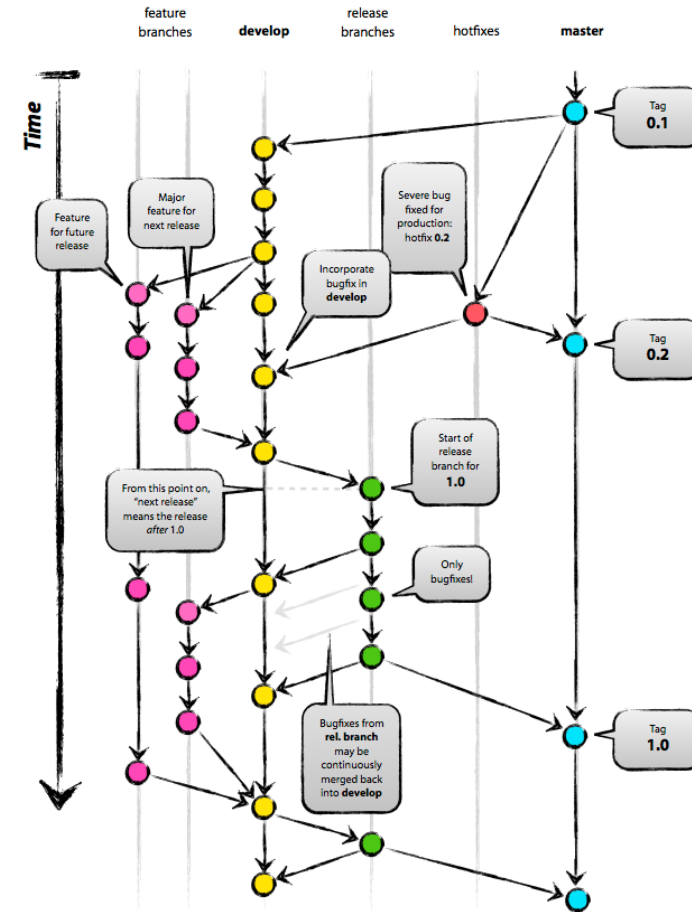 feature
branches
develop
release
branches
hotfixes
master
Time
Tag
0.1
Feature
for future
release
Major
feature for
next release
Severe bug
fixed for
production:
hotfix 0.2
Incorporate
bugfix in
develop
Tag
0.2
Start of
release
branch for
1.0
From this point on,
“next release”
means the release
after 1.0
Only
bugfixes!
Bugfixes from
rel. branch
may be
continuously
merged back
into develop
Tag
1.0